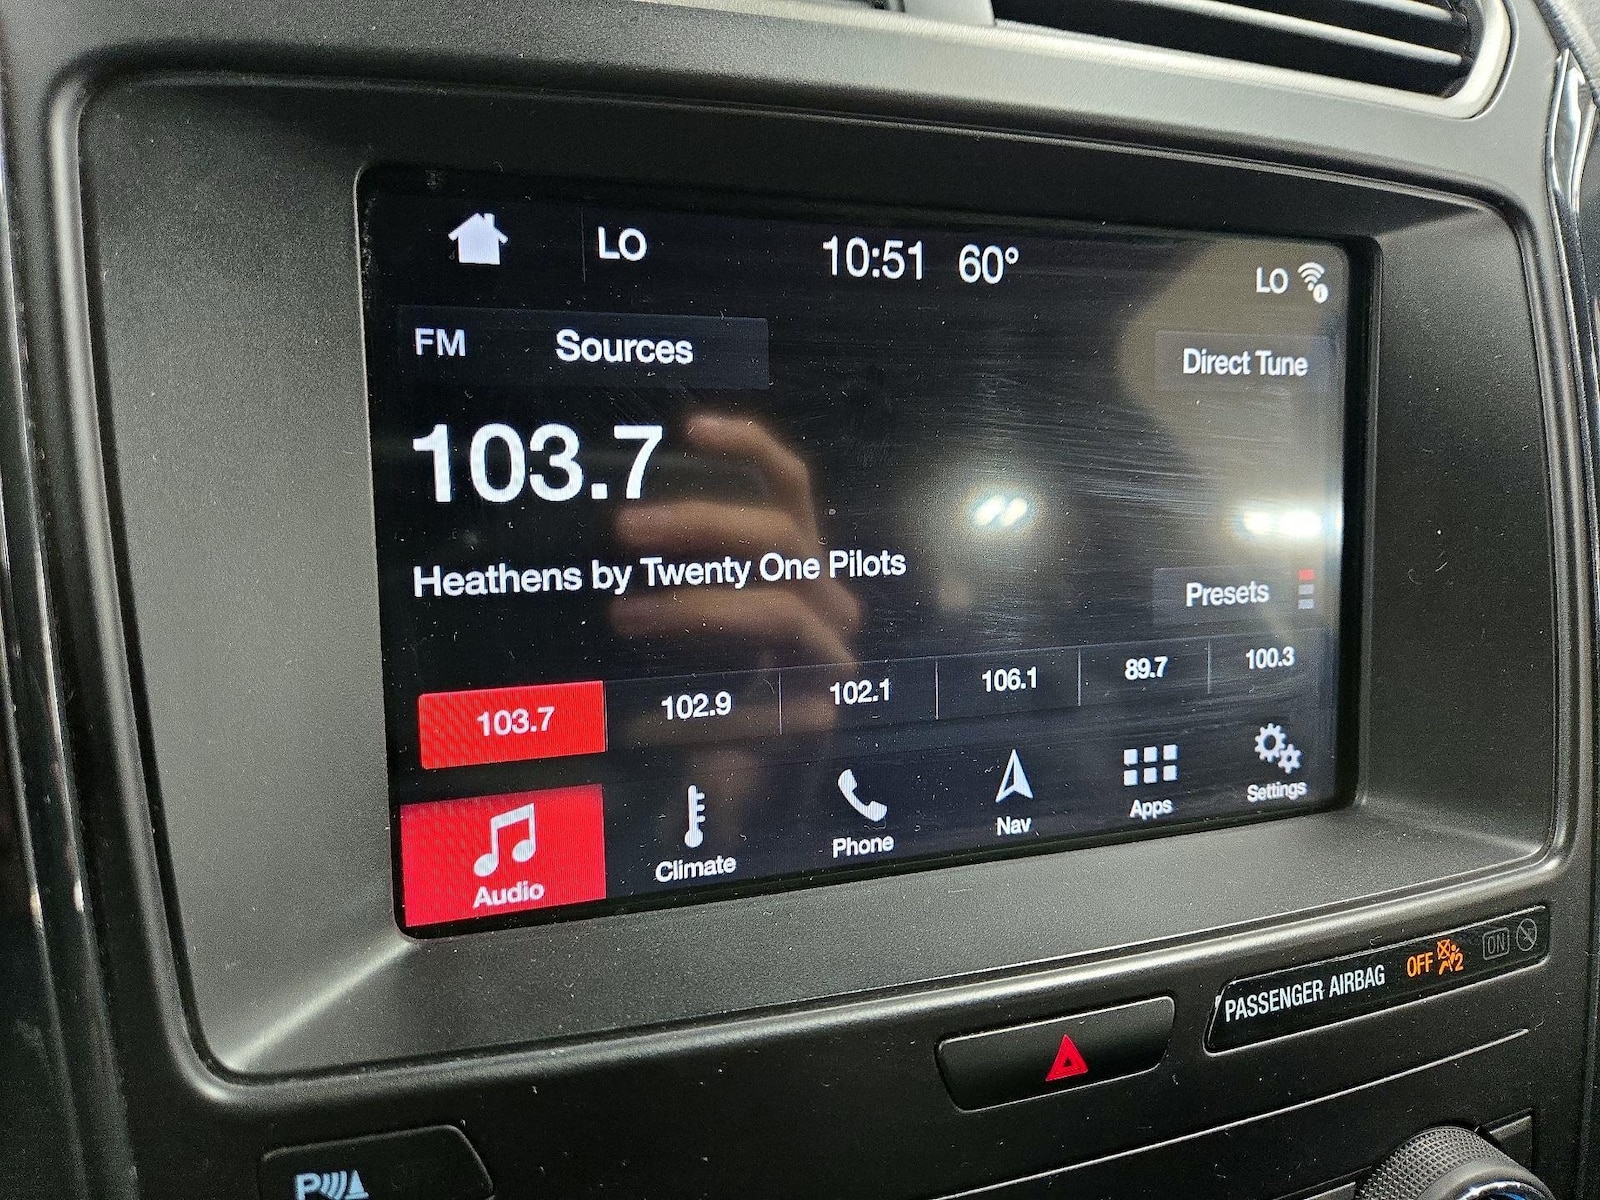 LO 10:51 60° LO
FM Sources Direct Tune
103.7
Heathens by Twenty One Pilots
Presets
103.7 102.9 102.1 106.1 89.7 100.3
Audio Climate Phone Nav Apps Settings
PASSENGER AIRBAG OFF 2 ON
P